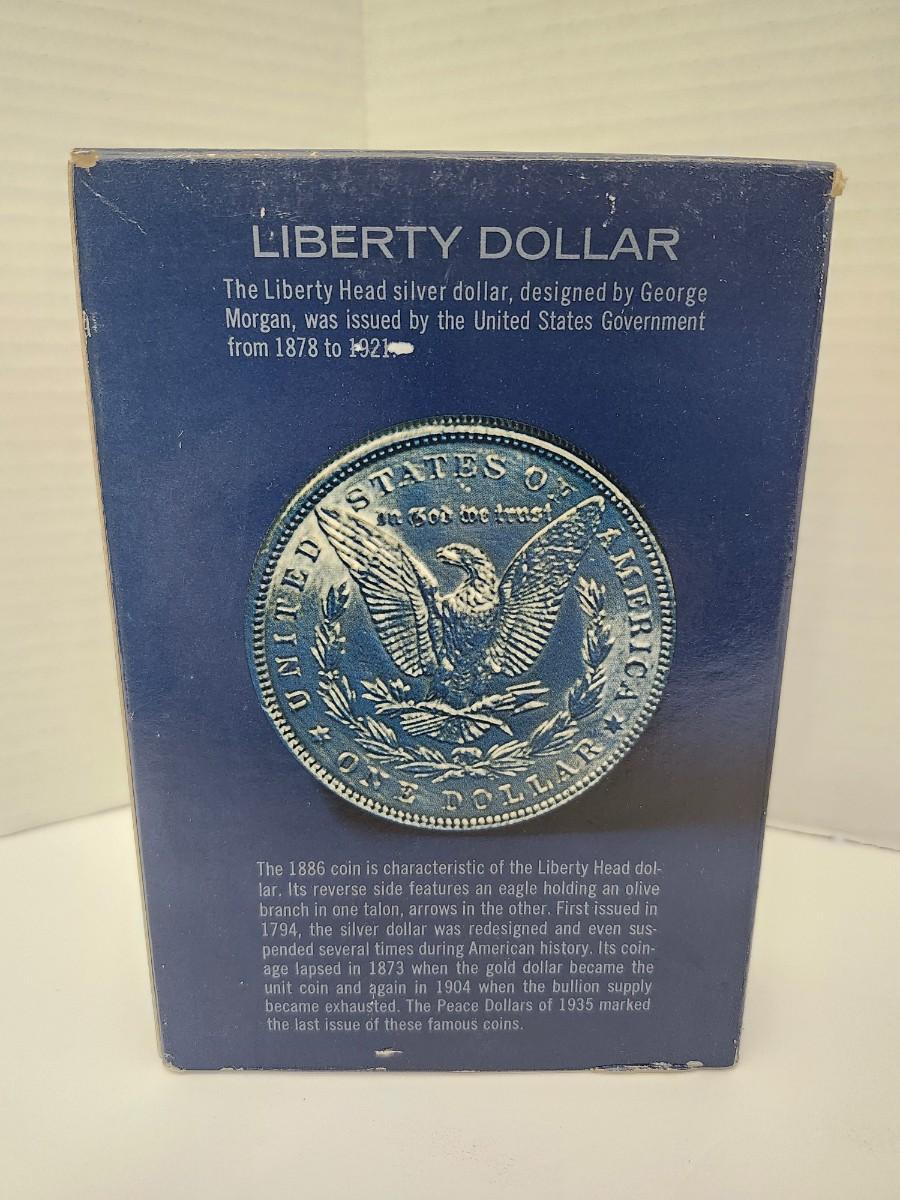 LIBERTY DOLLAR
The Liberty Head silver dollar, designed by George
Morgan, was issued by the United States Government
from 1878 to 1921.
UNITED STATES OF AMERICA
In God we trust
★ ONE DOLLAR ★
The 1886 coin is characteristic of the Liberty Head dol-
lar. Its reverse side features an eagle holding an olive
branch in one talon, arrows in the other. First issued in
1794, the silver dollar was redesigned and even sus-
pended several times during American history. Its coin-
age lapsed in 1873 when the gold dollar became the
unit coin and again in 1904 when the bullion supply
became exhausted. The Peace Dollars of 1935 marked
the last issue of these famous coins.